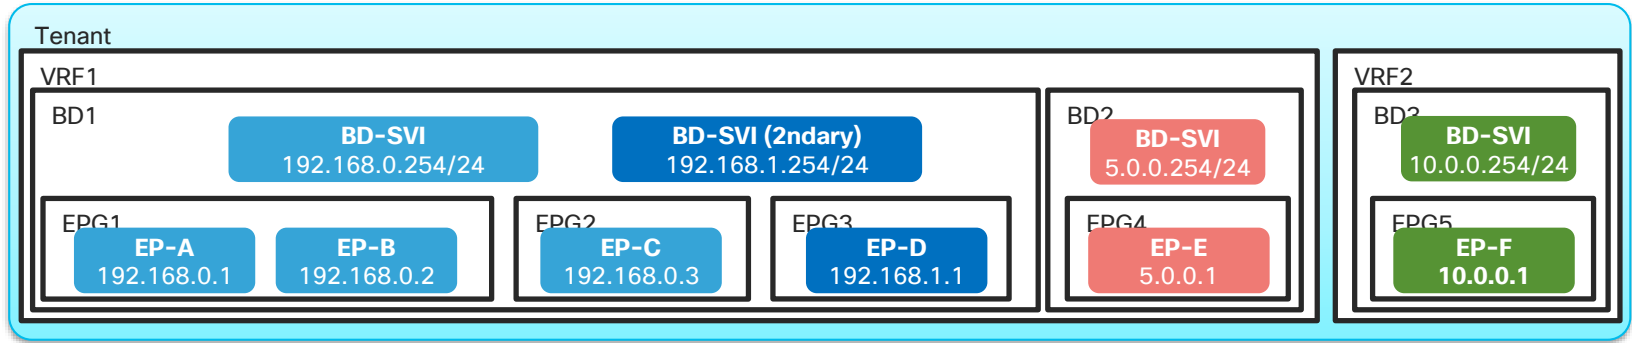 Tenant
VRF1
VRF2
BD1
BD2
BD3
BD-SVI
192.168.0.254/24
BD-SVI (2ndary)
192.168.1.254/24
BD-SVI
5.0.0.254/24
BD-SVI
10.0.0.254/24
EPG1
EPG2
EPG3
EPG4
EPG5
EP-A
192.168.0.1
EP-B
192.168.0.2
EP-C
192.168.0.3
EP-D
192.168.1.1
EP-E
5.0.0.1
EP-F
10.0.0.1